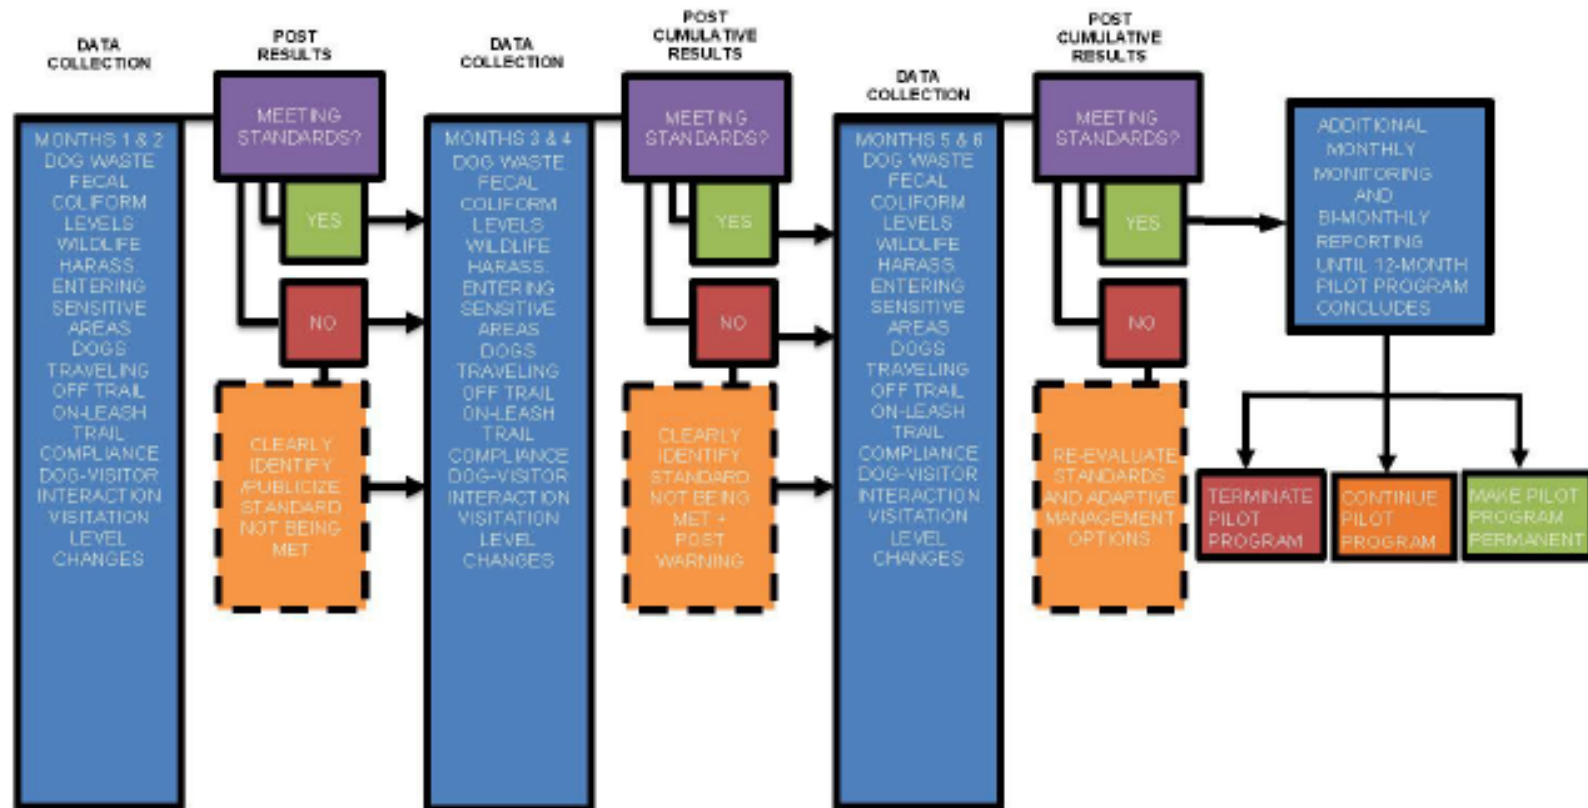 DATA
COLLECTION
MONTHS 1 & 2
DOG WASTE
FECAL
COLIFORM
LEVELS
WILDLIFE
HARASS.
ENTERING
SENSITIVE
AREAS
DOGS
TRAVELING
OFF TRAIL
ON-LEASH
TRAIL
COMPLIANCE
DOG-VISITOR
INTERACTION
VISITATION
LEVEL
CHANGES
POST
RESULTS
MEETING
STANDARDS?
YES
NO
CLEARLY
IDENTIFY
/PUBLICIZE
STANDARD
NOT BEING
MET
DATA
COLLECTION
MONTHS 3 & 4
DOG WASTE
FECAL
COLIFORM
LEVELS
WILDLIFE
HARASS.
ENTERING
SENSITIVE
AREAS
DOGS
TRAVELING
OFF TRAIL
ON-LEASH
TRAIL
COMPLIANCE
DOG-VISITOR
INTERACTION
VISITATION
LEVEL
CHANGES
POST
CUMULATIVE
RESULTS
MEETING
STANDARDS?
YES
NO
CLEARLY
IDENTIFY
STANDARD
NOT BEING
MET +
POST
WARNING
DATA
COLLECTION
MONTHS 5 & 6
DOG WASTE
FECAL
COLIFORM
LEVELS
WILDLIFE
HARASS.
ENTERING
SENSITIVE
AREAS
DOGS
TRAVELING
OFF TRAIL
ON-LEASH
TRAIL
COMPLIANCE
DOG-VISITOR
INTERACTION
VISITATION
LEVEL
CHANGES
POST
CUMULATIVE
RESULTS
MEETING
STANDARDS?
YES
NO
RE-EVALUATE
STANDARDS
AND ADAPTIVE
MANAGEMENT
OPTIONS
ADDITIONAL
MONTHLY
MONITORING
AND
BI-MONTHLY
REPORTING
UNTIL 12-MONTH
PILOT PROGRAM
CONCLUDES
TERMINATE
PILOT
PROGRAM
CONTINUE
PILOT
PROGRAM
MAKE PILOT
PROGRAM
PERMANENT